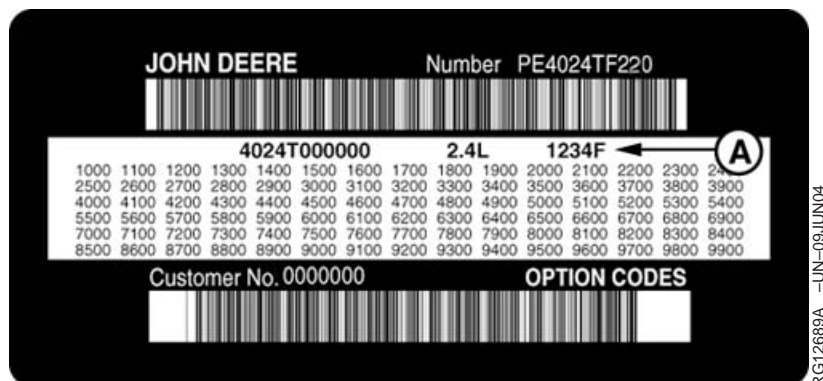 JOHN DEERE Number PE4024TF220
4024T000000 2.4L 1234F A
1000 1100 1200 1300 1400 1500 1600 1700 1800 1900 2000 2100 2200 2300
2500 2600 2700 2800 2900 3000 3100 3200 3300 3400 3500 3600 3700 3800 3900
4000 4100 4200 4300 4400 4500 4600 4700 4800 4900 5000 5100 5200 5300 5400
5500 5600 5700 5800 5900 6000 6100 6200 6300 6400 6500 6600 6700 6800 6900
7000 7100 7200 7300 7400 7500 7600 7700 7800 7900 8000 8100 8200 8300 8400
8500 8600 8700 8800 8900 9000 9100 9200 9300 9400 9500 9600 9700 9800 9900
Customer No. 0000000 OPTION CODES
RG12689A –UN–09JUN04